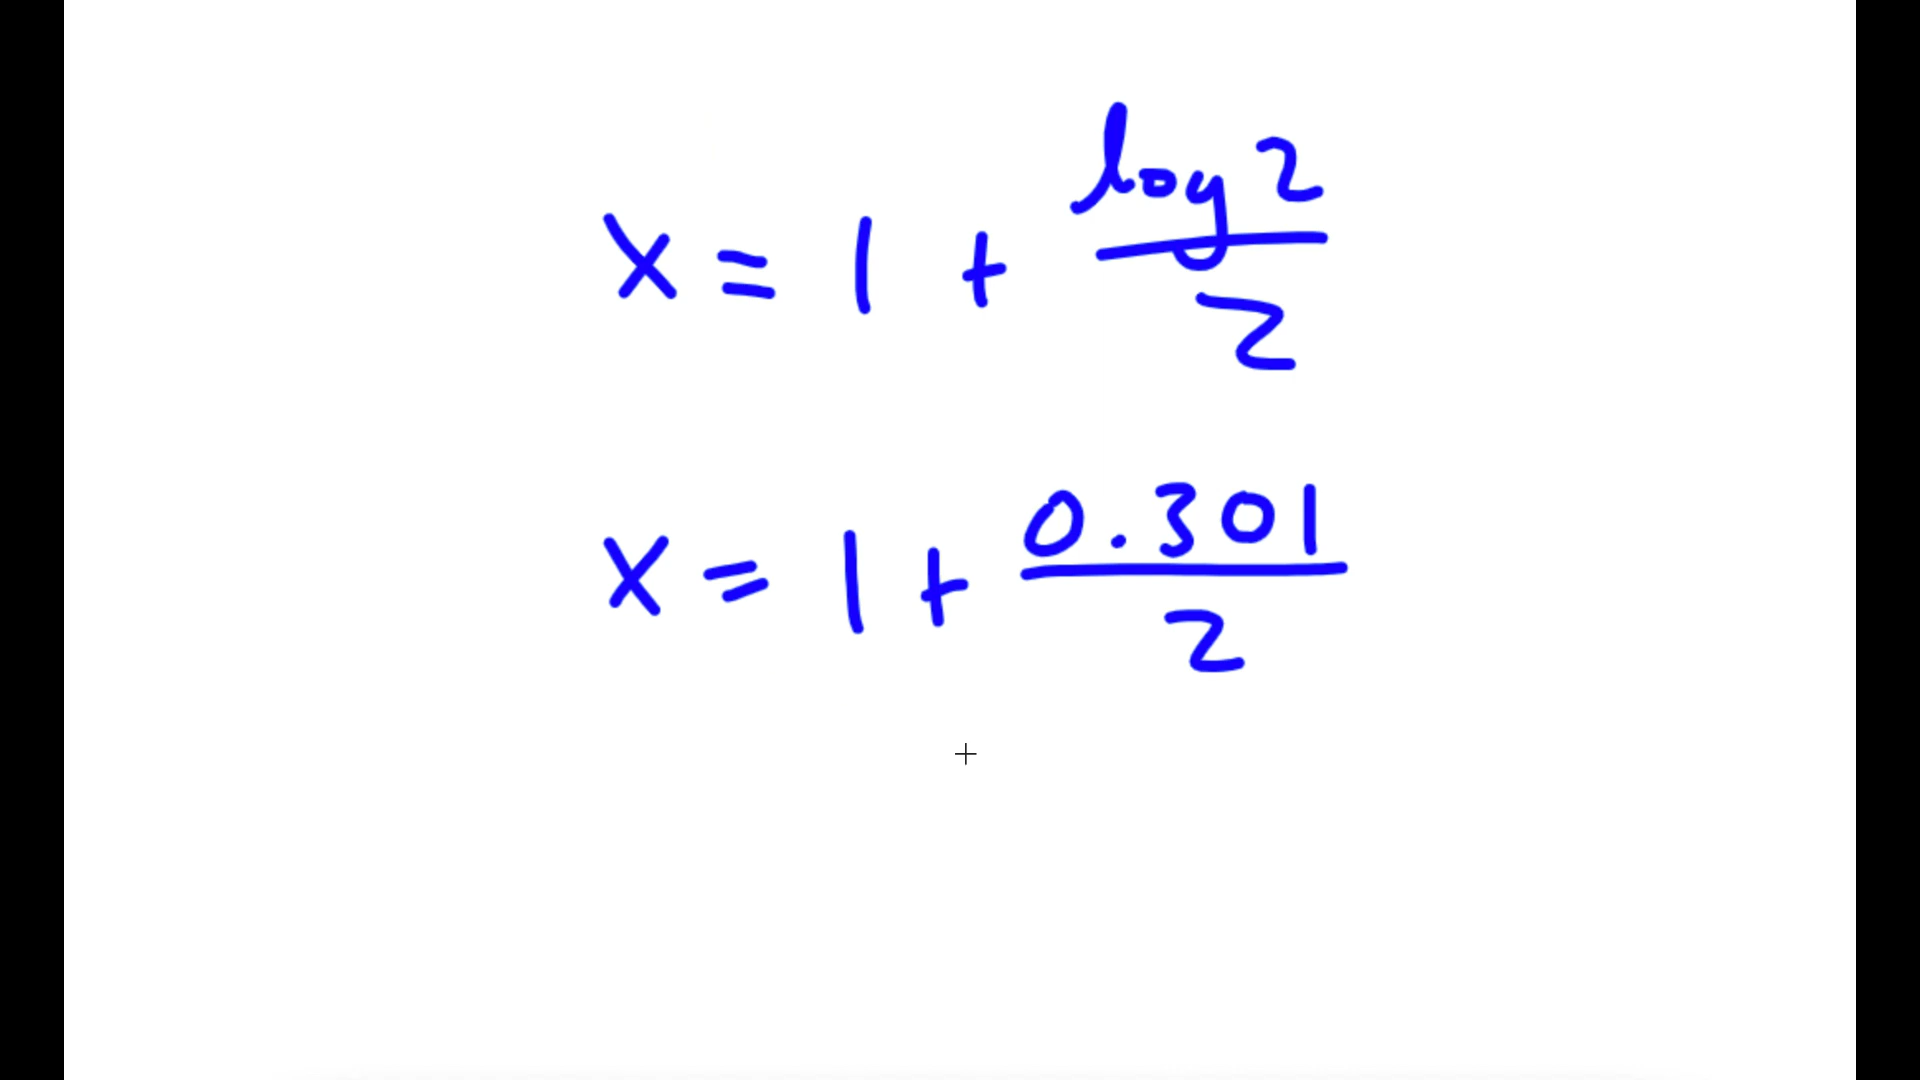 x = 1 + log 2 / 2
x = 1 + 0.301 / 2